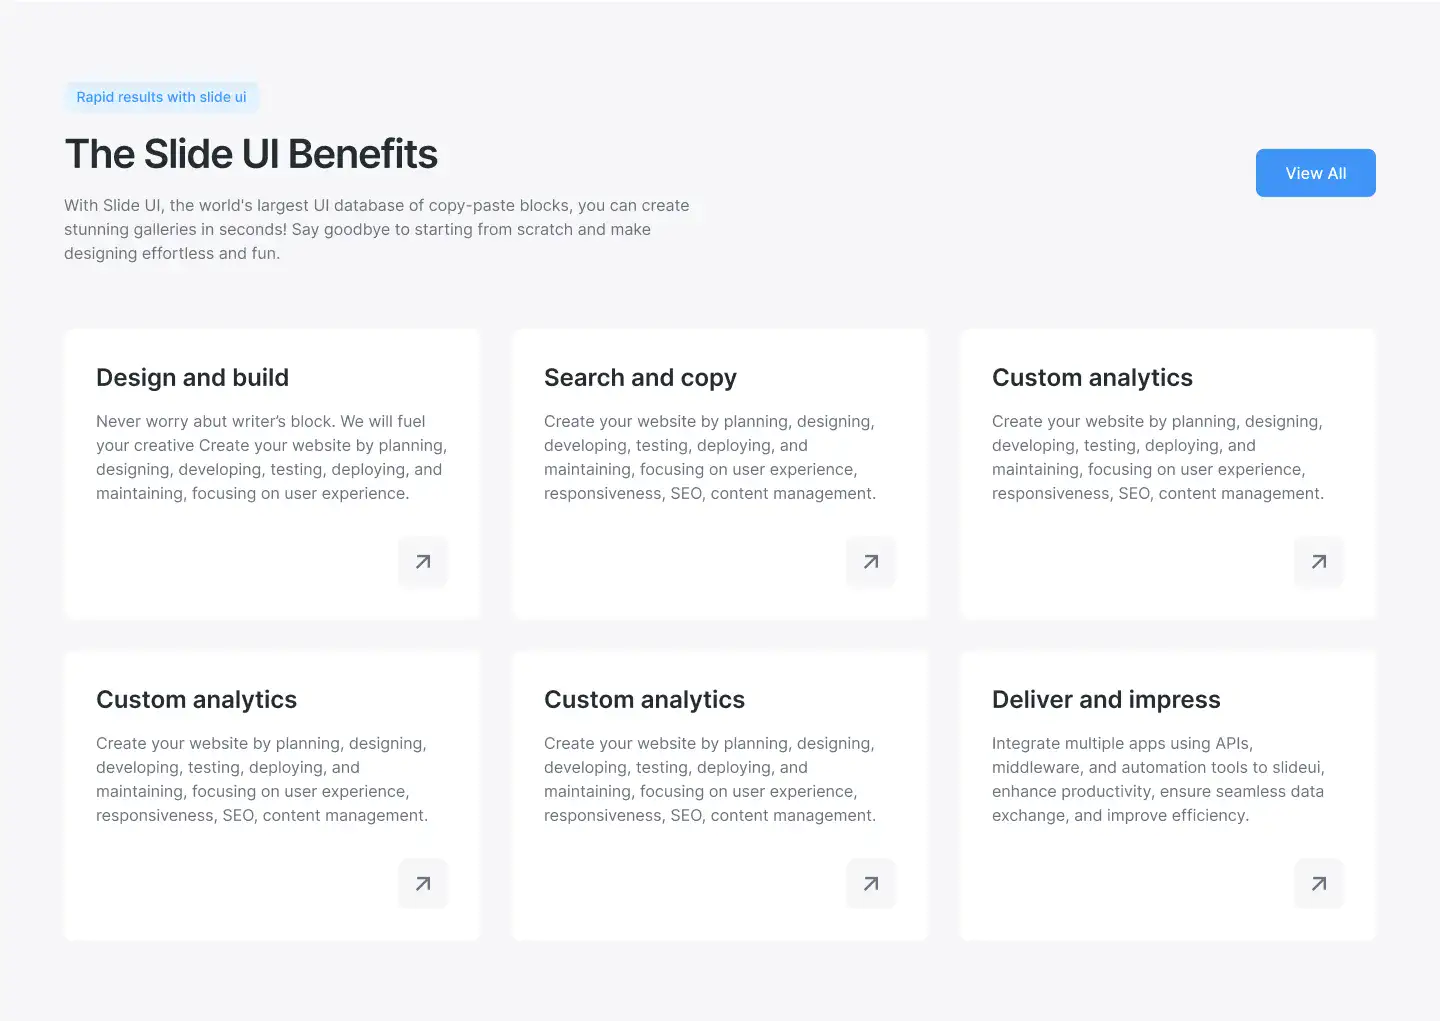 Rapid results with slide ui
The Slide UI Benefits
With Slide UI, the world's largest UI database of copy-paste blocks, you can create
stunning galleries in seconds! Say goodbye to starting from scratch and make
designing effortless and fun.
View All
Design and build
Never worry abut writer’s block. We will fuel
your creative Create your website by planning,
designing, developing, testing, deploying, and
maintaining, focusing on user experience.
Search and copy
Create your website by planning, designing,
developing, testing, deploying, and
maintaining, focusing on user experience,
responsiveness, SEO, content management.
Custom analytics
Create your website by planning, designing,
developing, testing, deploying, and
maintaining, focusing on user experience,
responsiveness, SEO, content management.
Custom analytics
Create your website by planning, designing,
developing, testing, deploying, and
maintaining, focusing on user experience,
responsiveness, SEO, content management.
Custom analytics
Create your website by planning, designing,
developing, testing, deploying, and
maintaining, focusing on user experience,
responsiveness, SEO, content management.
Deliver and impress
Integrate multiple apps using APIs,
middleware, and automation tools to slideui,
enhance productivity, ensure seamless data
exchange, and improve efficiency.